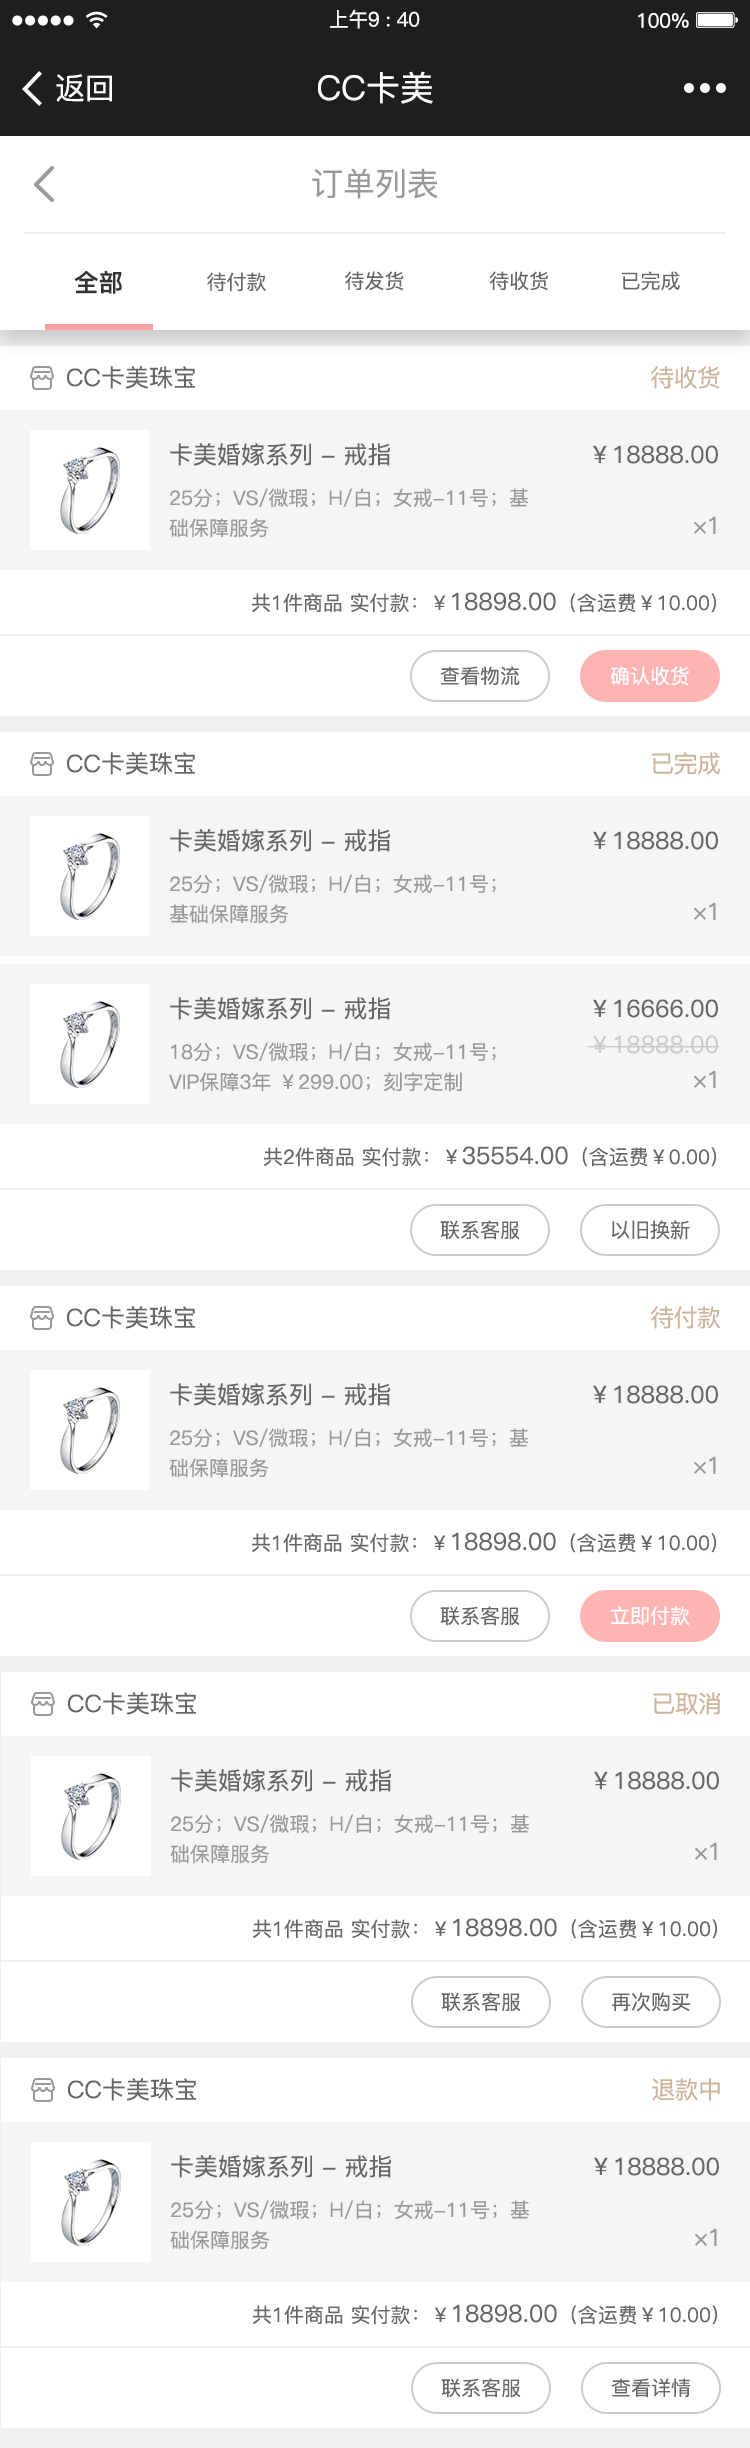 上午9 : 40
100%
返回
CC卡美
订单列表
全部
待付款
待发货
待收货
已完成
CC卡美珠宝
待收货
卡美婚嫁系列 – 戒指
￥18888.00
25分；VS/微瑕；H/白；女戒–11号；基
础保障服务
×1
共1件商品 实付款：￥18898.00（含运费￥10.00）
查看物流
确认收货
CC卡美珠宝
已完成
卡美婚嫁系列 – 戒指
￥18888.00
25分；VS/微瑕；H/白；女戒–11号；
基础保障服务
×1
卡美婚嫁系列 – 戒指
￥16666.00
￥18888.00
18分；VS/微瑕；H/白；女戒–11号；
VIP保障3年 ￥299.00；刻字定制
×1
共2件商品 实付款：￥35554.00（含运费￥0.00）
联系客服
以旧换新
CC卡美珠宝
待付款
卡美婚嫁系列 – 戒指
￥18888.00
25分；VS/微瑕；H/白；女戒–11号；基
础保障服务
×1
共1件商品 实付款：￥18898.00（含运费￥10.00）
联系客服
立即付款
CC卡美珠宝
已取消
卡美婚嫁系列 – 戒指
￥18888.00
25分；VS/微瑕；H/白；女戒–11号；基
础保障服务
×1
共1件商品 实付款：￥18898.00（含运费￥10.00）
联系客服
再次购买
CC卡美珠宝
退款中
卡美婚嫁系列 – 戒指
￥18888.00
25分；VS/微瑕；H/白；女戒–11号；基
础保障服务
×1
共1件商品 实付款：￥18898.00（含运费￥10.00）
联系客服
查看详情